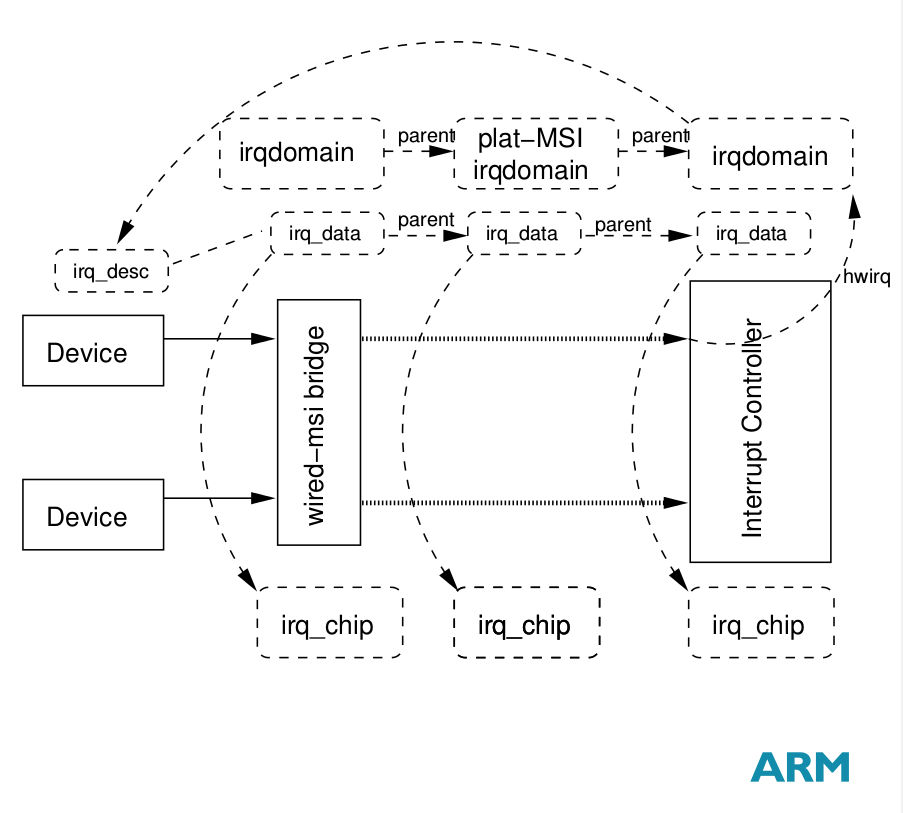 irqdomain
parent
plat−MSI
irqdomain
parent
irqdomain
irq_desc
irq_data
parent
irq_data
parent
irq_data
hwirq
Device
Device
wired−msi bridge
Interrupt Controller
irq_chip
irq_chip
irq_chip
ARM